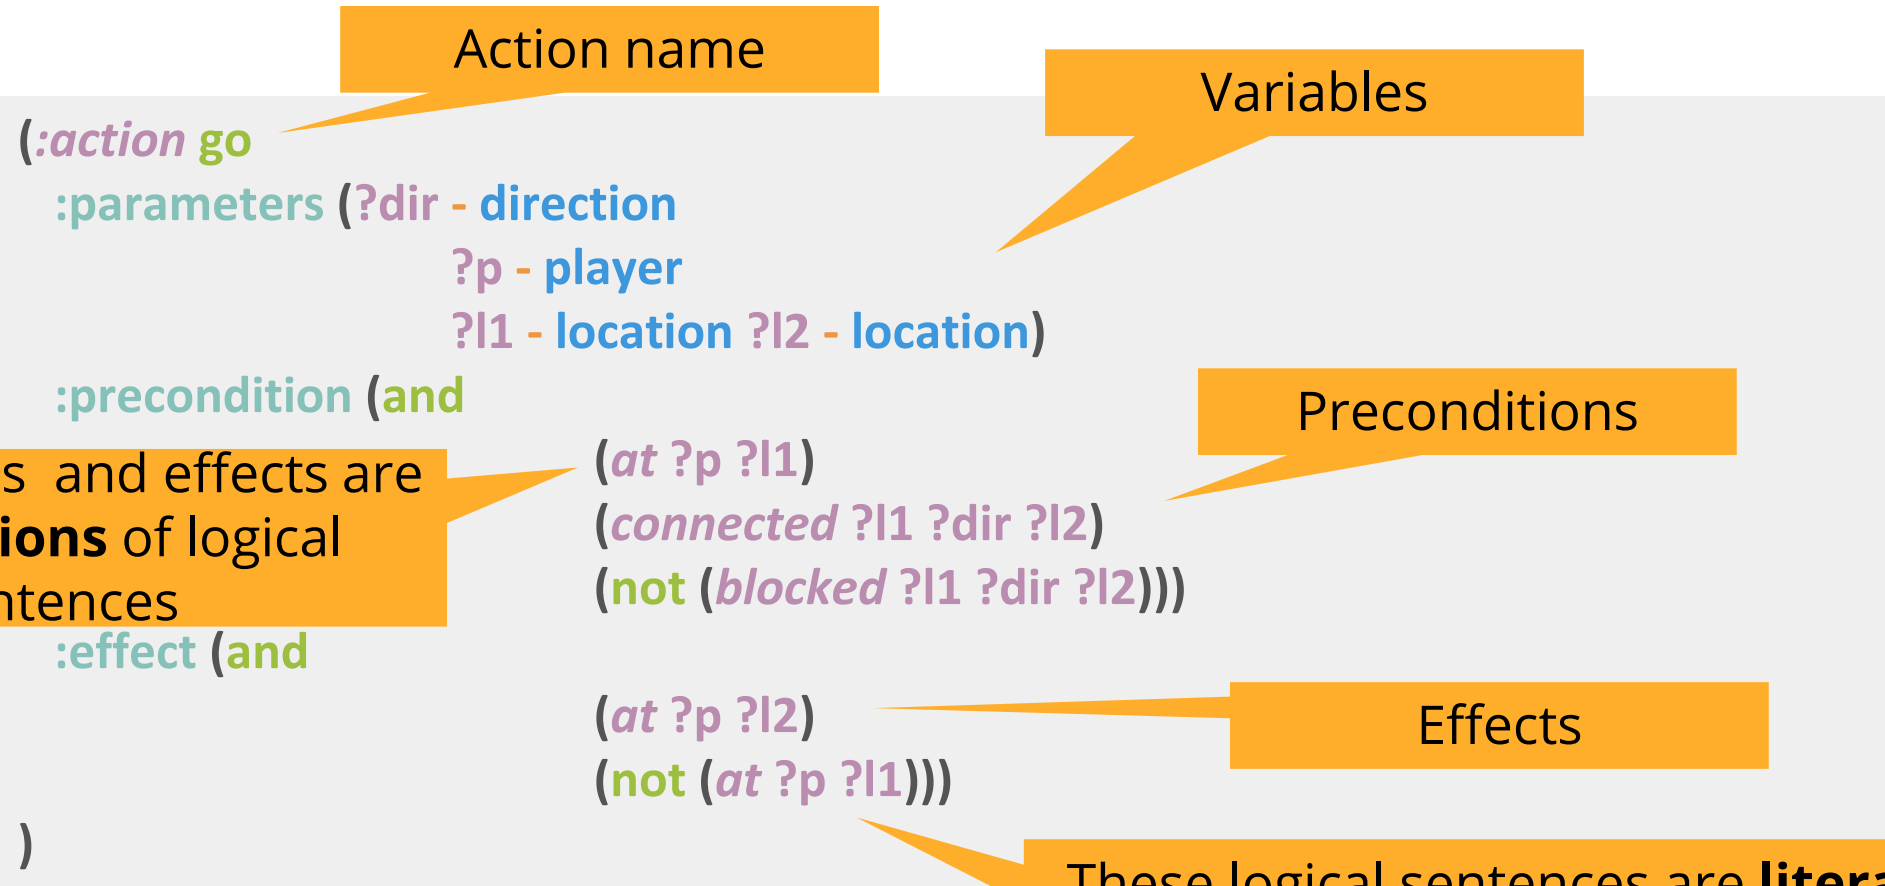 Action name
Variables
(:action go
:parameters (?dir - direction
?p - player
?l1 - location ?l2 - location)
:precondition (and
Preconditions
(at ?p ?l1)
and effects are
(connected ?l1 ?dir ?l2)
of logical
(not (blocked ?l1 ?dir ?l2)))
:effect (and
(at ?p ?l2)
Effects
(not (at ?p ?l1)))
)
These logical sentences are